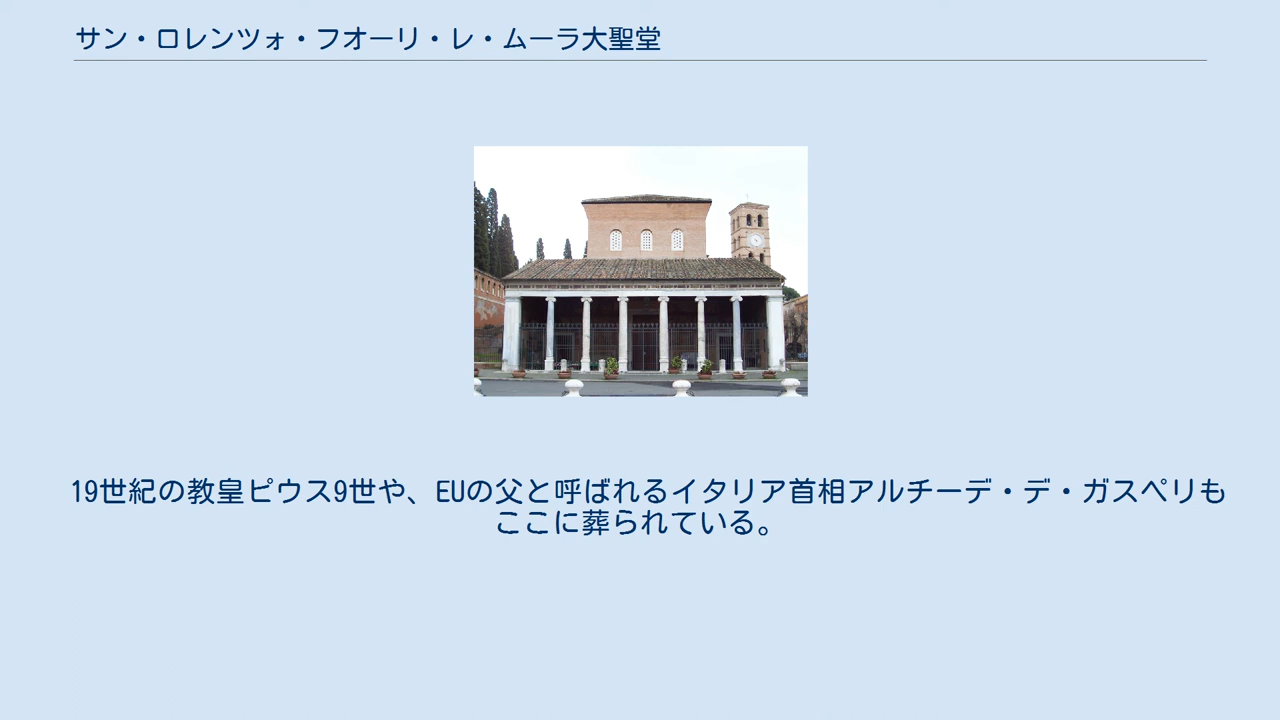 サン・ロレンツォ・フオーリ・レ・ムーラ大聖堂
19世紀の教皇ピウス9世や、EUの父と呼ばれるイタリア首相アルチーデ・デ・ガスペリも
ここに葬られている。